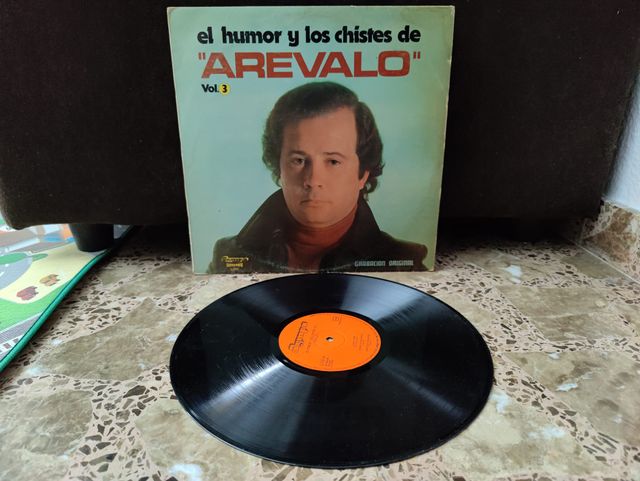 el humor y los chistes de
"AREVALO"
Vol. 3
GRABACION ORIGINAL